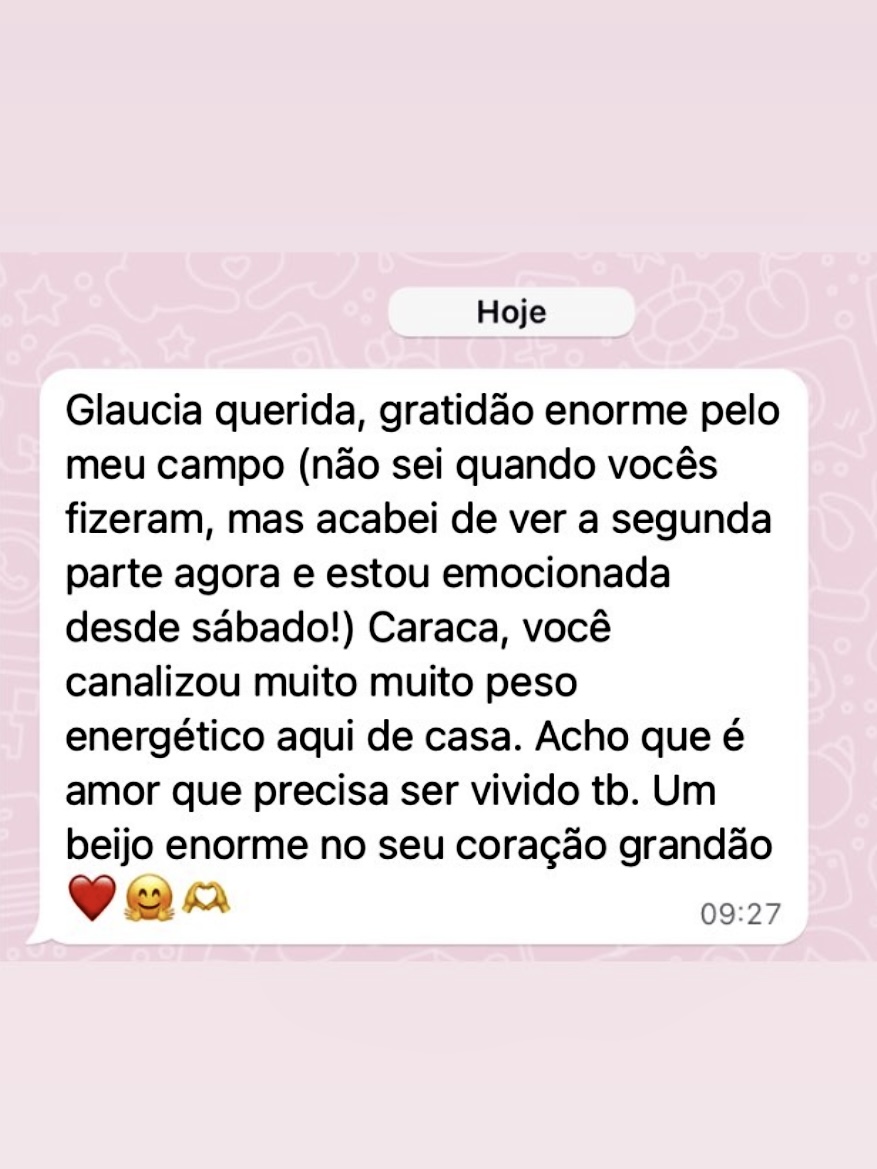 Hoje
Glaucia querida, gratidão enorme pelo
meu campo (não sei quando vocês
fizeram, mas acabei de ver a segunda
parte agora e estou emocionada
desde sábado!) Caraca, você
canalizou muito muito peso
energético aqui de casa. Acho que é
amor que precisa ser vivido tb. Um
beijo enorme no seu coração grandão
❤️🤗🫶
09:27